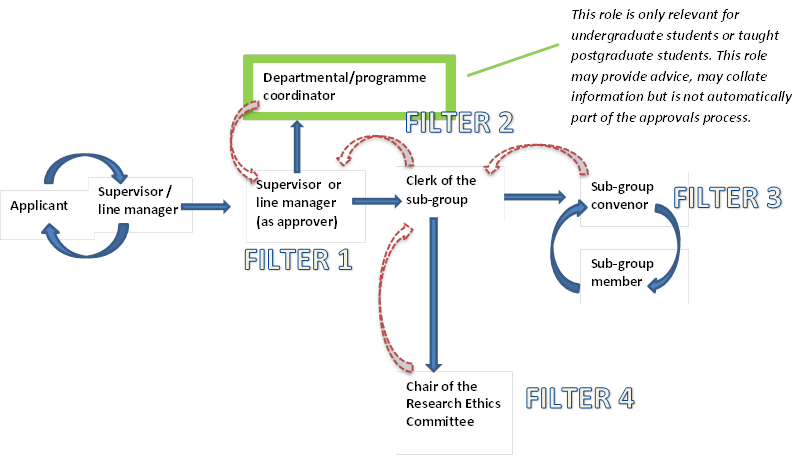 This role is only relevant for
undergraduate students or taught
postgraduate students. This role
may provide advice, may collate
information but is not automatically
part of the approvals process.
Departmental/programme
coordinator
FILTER 2
Applicant
Supervisor /
line manager
Supervisor or
line manager
(as approver)
FILTER 1
Clerk of the
sub-group
Sub-group
convenor
FILTER 3
Sub-group
member
Chair of the
Research Ethics
Committee
FILTER 4